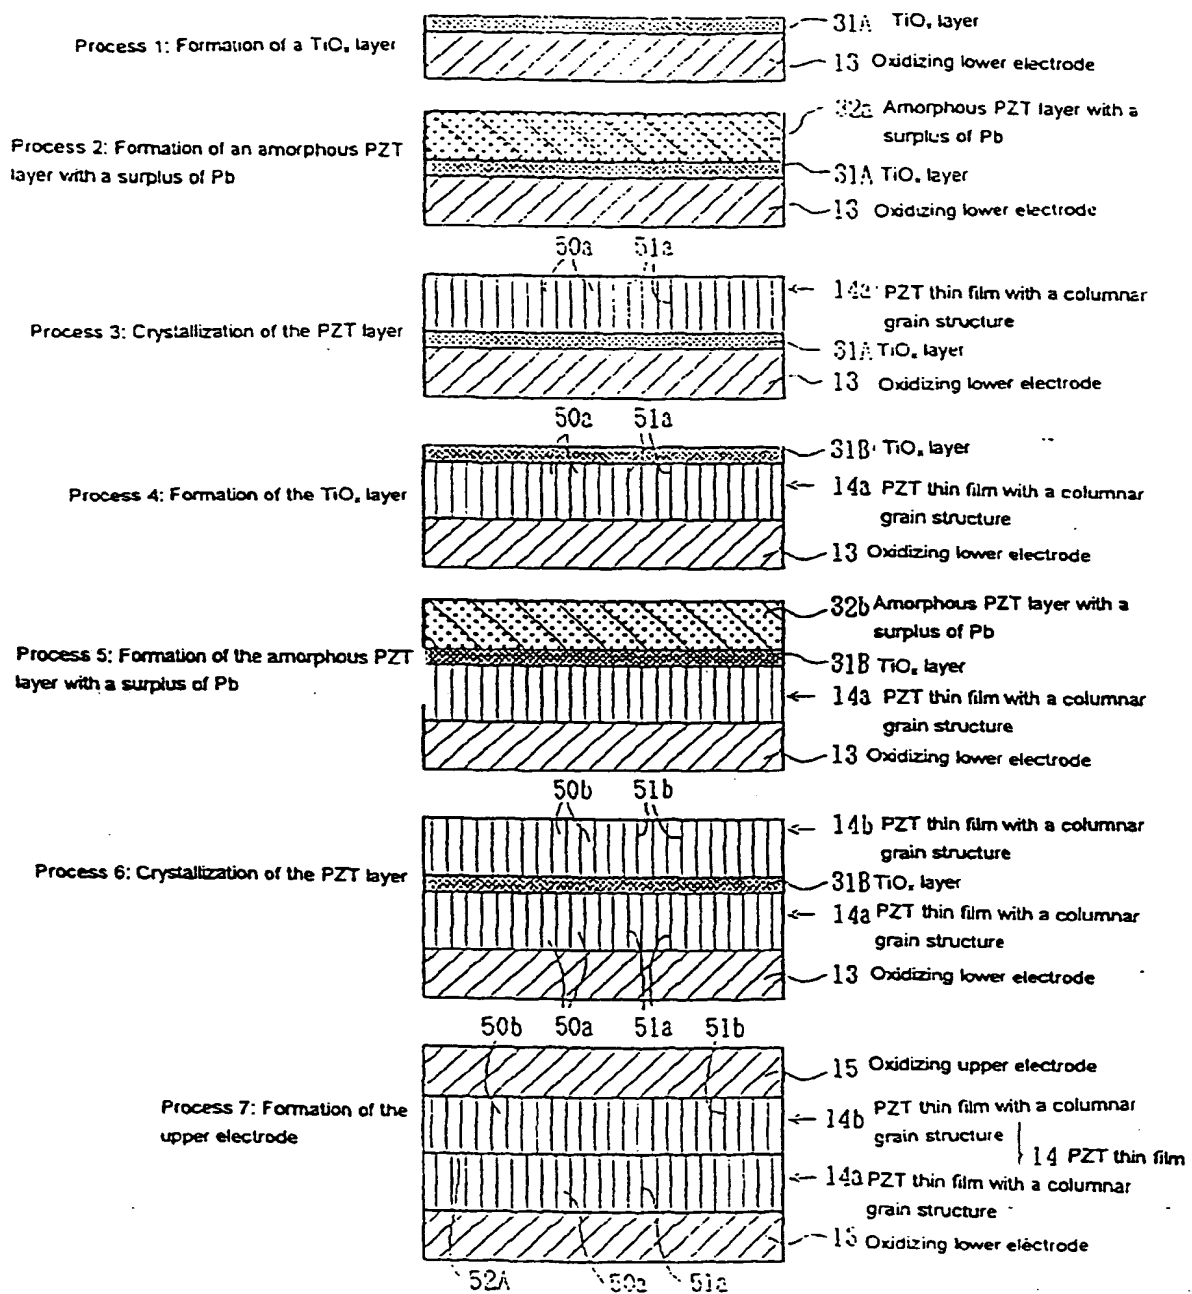 Process 1: Formation of a TiOₓ layer
31A TiOₓ layer
13 Oxidizing lower electrode
Process 2: Formation of an amorphous PZT
layer with a surplus of Pb
32a Amorphous PZT layer with a
surplus of Pb
31A TiOₓ layer
13 Oxidizing lower electrode
50a 51a
Process 3: Crystallization of the PZT layer
14a PZT thin film with a columnar
grain structure
31A TiOₓ layer
13 Oxidizing lower electrode
50a 51a
Process 4: Formation of the TiOₓ layer
31B TiOₓ layer
14a PZT thin film with a columnar
grain structure
13 Oxidizing lower electrode
Process 5: Formation of the amorphous PZT
layer with a surplus of Pb
32b Amorphous PZT layer with a
surplus of Pb
31B TiOₓ layer
14a PZT thin film with a columnar
grain structure
13 Oxidizing lower electrode
50b 51b
Process 6: Crystallization of the PZT layer
14b PZT thin film with a columnar
grain structure
31B TiOₓ layer
14a PZT thin film with a columnar
grain structure
13 Oxidizing lower electrode
50b 50a 51a 51b
Process 7: Formation of the
upper electrode
15 Oxidizing upper electrode
14b PZT thin film with a columnar
grain structure
14 PZT thin film
14a PZT thin film with a columnar
grain structure
13 Oxidizing lower electrode
52A 50a 51a